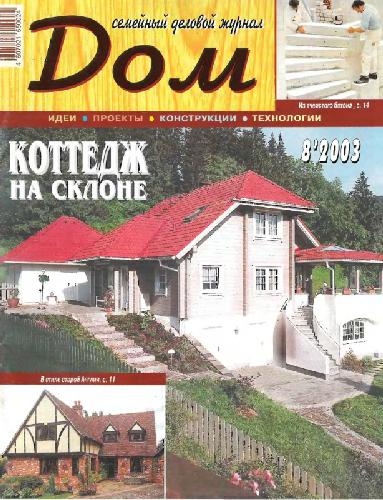 семейный деловой журнал
Дом
Из ячеистого бетона, с. 14
ИДЕИ • ПРОЕКТЫ • КОНСТРУКЦИИ • ТЕХНОЛОГИИ
КОТТЕДЖ
НА СКЛОНЕ
8'2003
В стиле старой Англии, с. 11